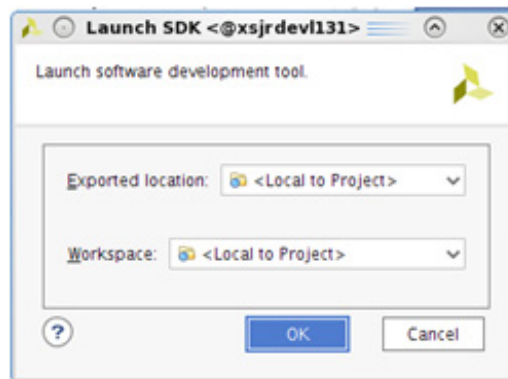 Launch SDK <@xsjrdevl131>
Launch software development tool.
Exported location: <Local to Project>
Workspace: <Local to Project>
?
OK Cancel